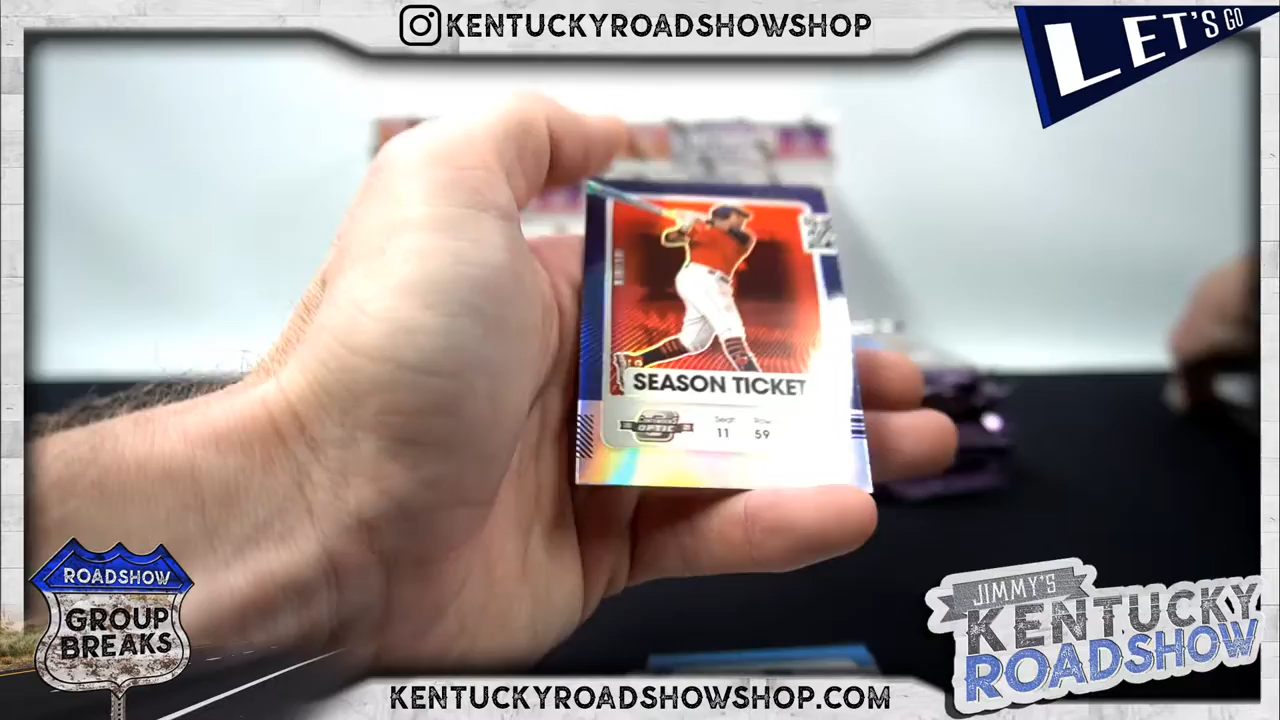 KENTUCKYROADSHOWSHOP
LET'S GO
SEASON TICKET
OPTIC
Seat Row
11 59
ROADSHOW
GROUP
BREAKS
JIMMY'S
KENTUCKY
ROADSHOW
KENTUCKYROADSHOWSHOP.COM